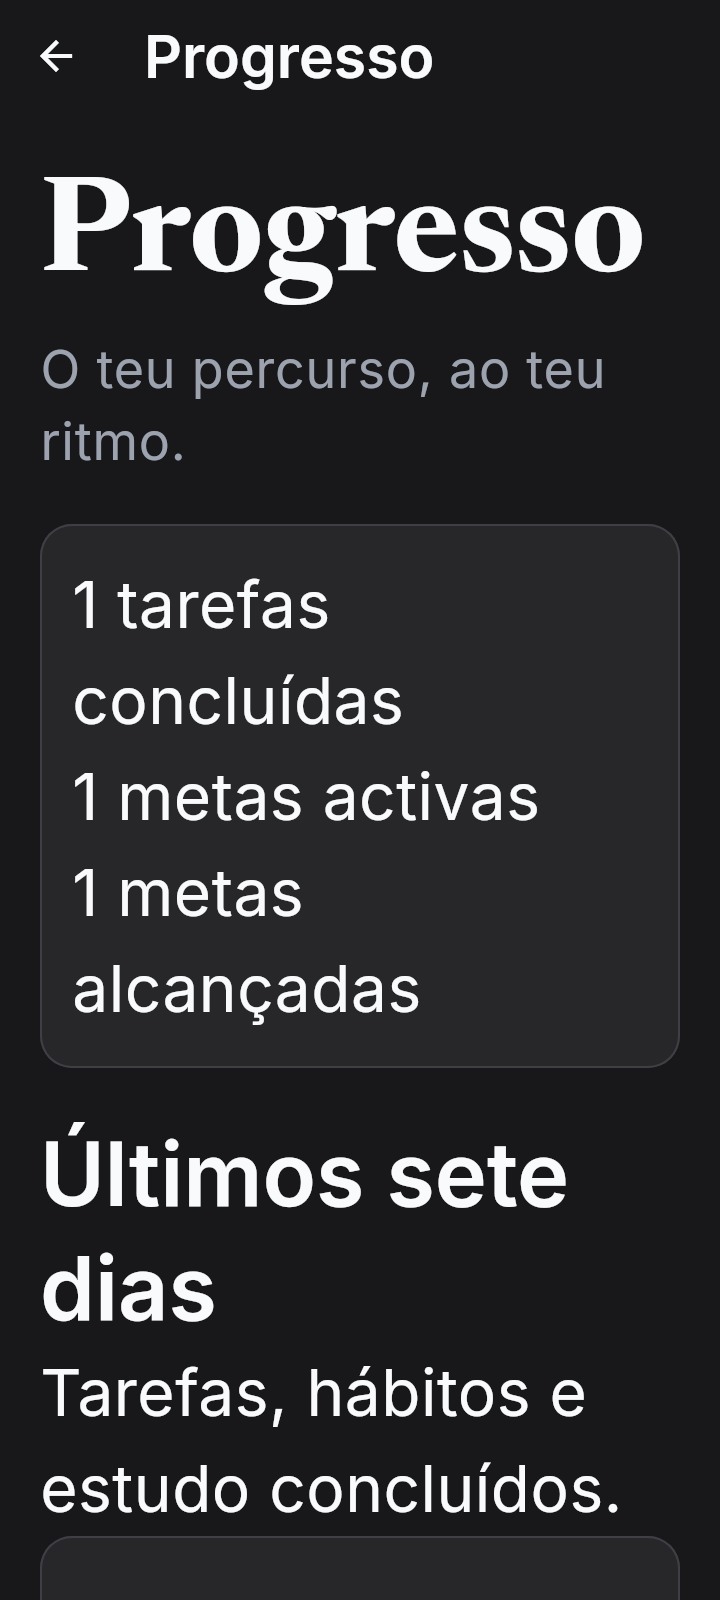 Progresso
Progresso
O teu percurso, ao teu
ritmo.
1 tarefas
concluídas
1 metas activas
1 metas
alcançadas
Últimos sete
dias
Tarefas, hábitos e
estudo concluídos.